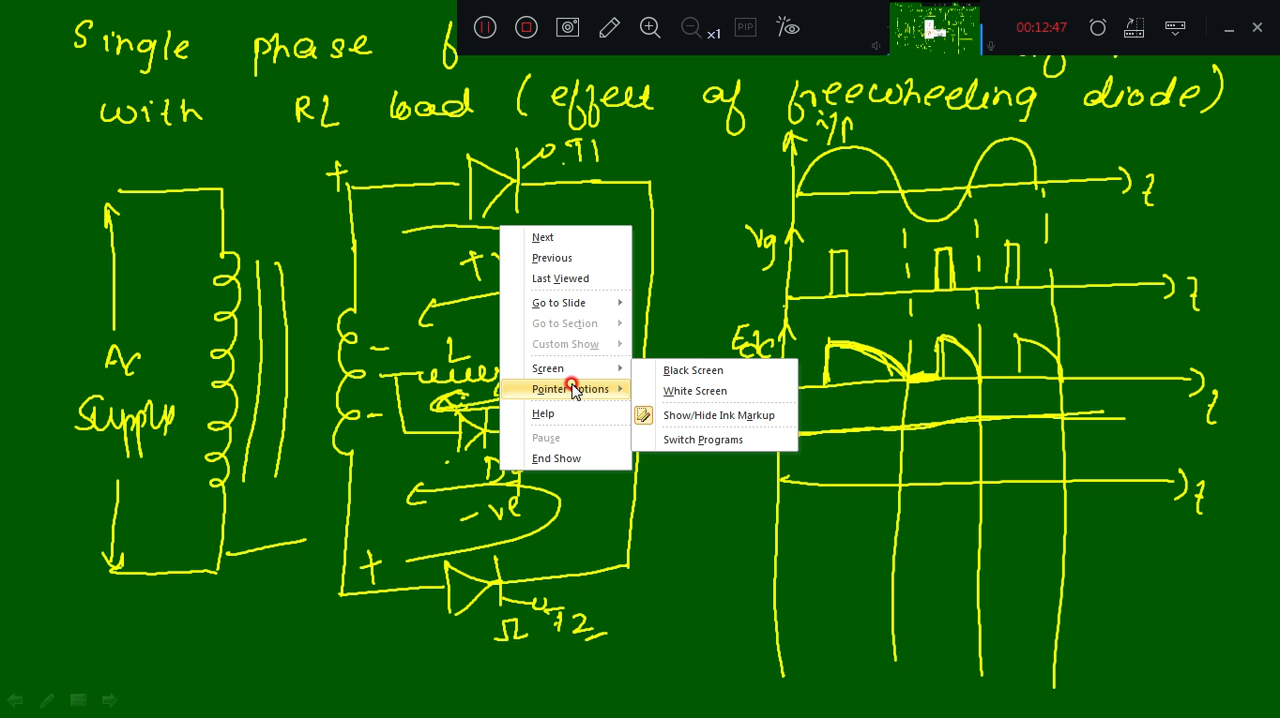 x1
PIP
00:12:47
Single phase f
with RL load (effect of freewheeling diode)
i/p
t
Vg
t
Edc
t
t
+
T1
+
L
-
-
- ve
+
T2
AC
Supply
Next
Previous
Last Viewed
Go to Slide
Go to Section
Custom Show
Screen
Pointer Options
Help
Pause
End Show
Black Screen
White Screen
Show/Hide Ink Markup
Switch Programs